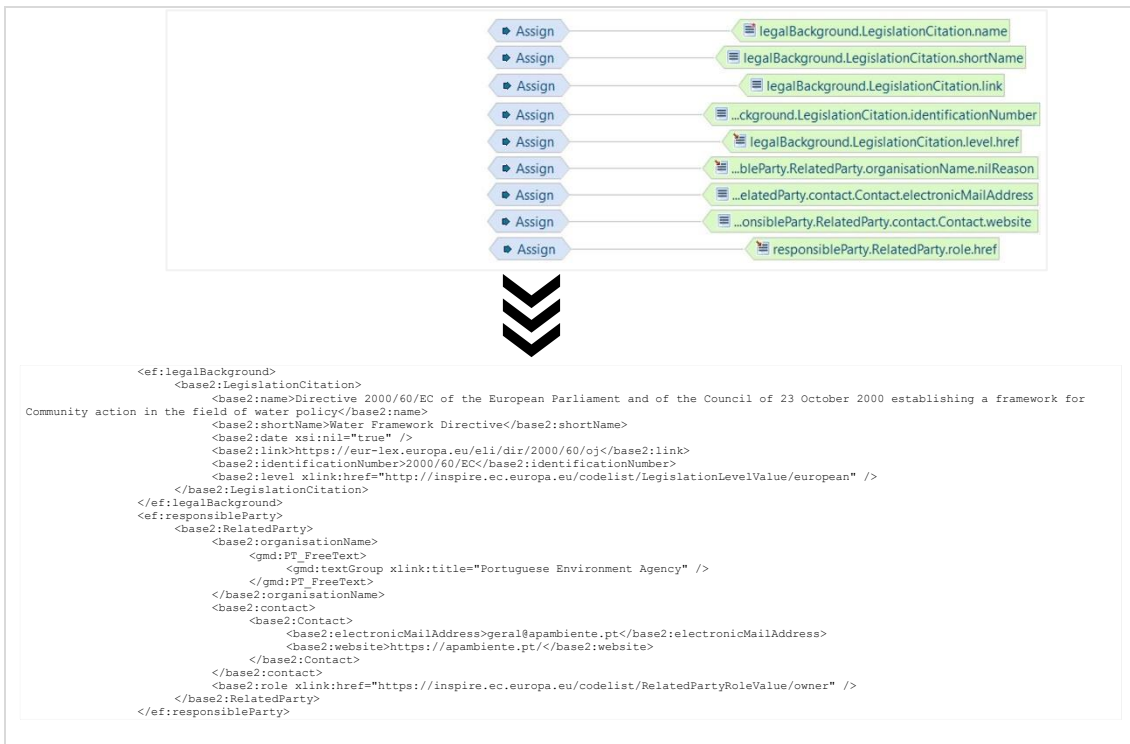 Assign legalBackground.LegislationCitation.name
Assign legalBackground.LegislationCitation.shortName
Assign legalBackground.LegislationCitation.link
Assign ...ckground.LegislationCitation.identificationNumber
Assign legalBackground.LegislationCitation.level.href
Assign ...bleParty.RelatedParty.organisationName.nilReason
Assign ...elatedParty.contact.Contact.electronicMailAddress
Assign ...onsibleParty.RelatedParty.contact.Contact.website
Assign responsibleParty.RelatedParty.role.href
<ef:legalBackground>
<base2:LegislationCitation>
<base2:name>Directive 2000/60/EC of the European Parliament and of the Council of 23 October 2000 establishing a framework for
Community action in the field of water policy</base2:name>
<base2:shortName>Water Framework Directive</base2:shortName>
<base2:date xsi:nil="true" />
<base2:link>https://eur-lex.europa.eu/eli/dir/2000/60/oj</base2:link>
<base2:identificationNumber>2000/60/EC</base2:identificationNumber>
<base2:level xlink:href="http://inspire.ec.europa.eu/codelist/LegislationLevelValue/european" />
</base2:LegislationCitation>
</ef:legalBackground>
<ef:responsibleParty>
<base2:RelatedParty>
<base2:organisationName>
<gmd:PT_FreeText>
<gmd:textGroup xlink:title="Portuguese Environment Agency" />
</gmd:PT_FreeText>
</base2:organisationName>
<base2:contact>
<base2:Contact>
<base2:electronicMailAddress>geral@apambiente.pt</base2:electronicMailAddress>
<base2:website>https://apambiente.pt/</base2:website>
</base2:Contact>
</base2:contact>
<base2:role xlink:href="https://inspire.ec.europa.eu/codelist/RelatedPartyRoleValue/owner" />
</base2:RelatedParty>
</ef:responsibleParty>